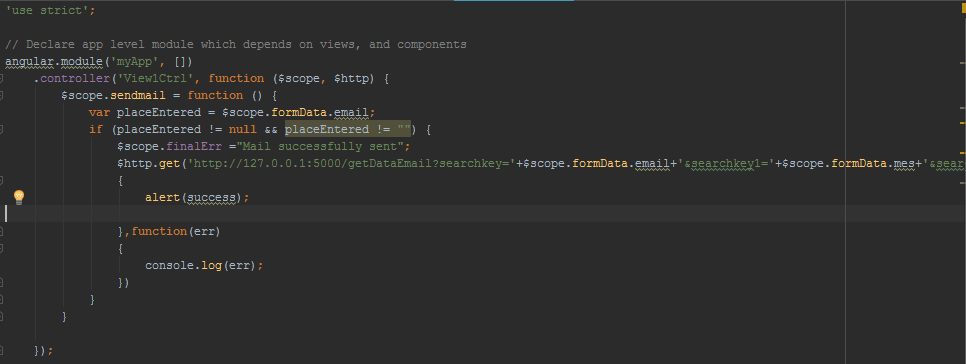 'use strict';
// Declare app level module which depends on views, and components
angular.module('myApp', [])
.controller('View1Ctrl', function ($scope, $http) {
$scope.sendmail = function () {
var placeEntered = $scope.formData.email;
if (placeEntered != null && placeEntered != "") {
$scope.finalErr ="Mail successfully sent";
$http.get('http://127.0.0.1:5000/getDataEmail?searchkey='+$scope.formData.email+'&searchkey1='+$scope.formData.mes+'&sear
{
alert(success);
},function(err)
{
console.log(err);
})
}
}
});